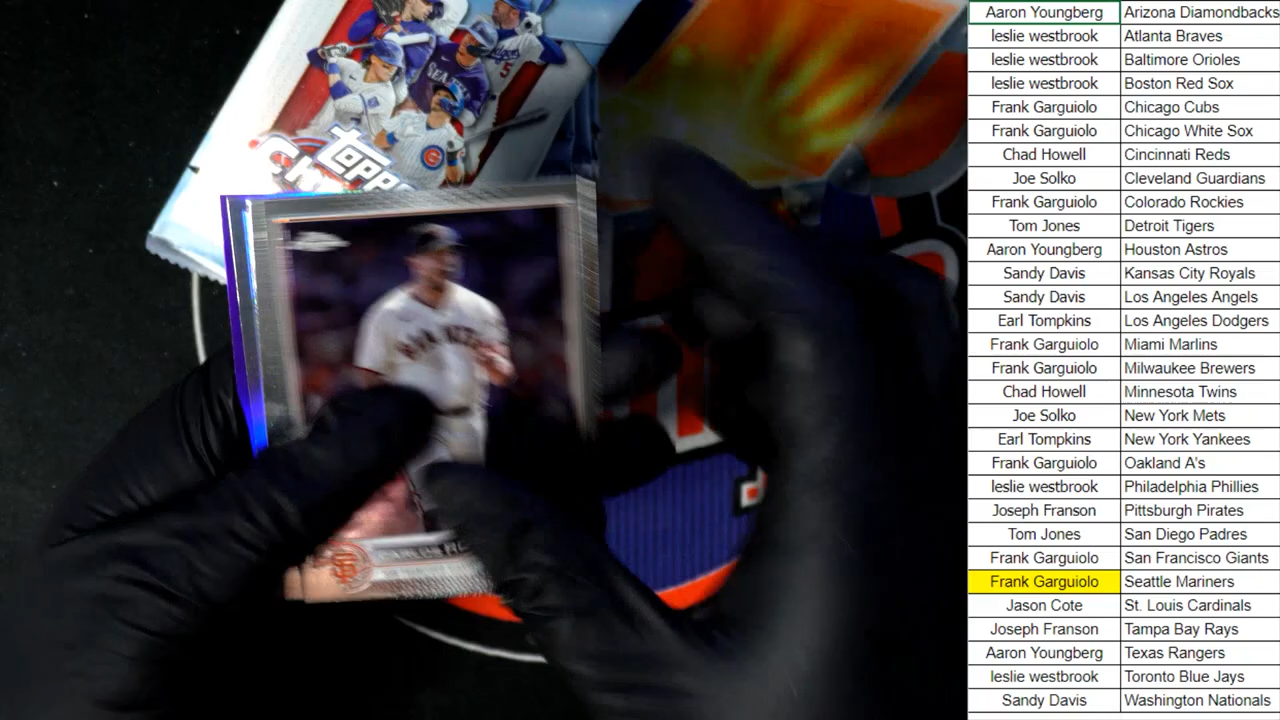 TOPPS
SEATTLE
5
Aaron Youngberg Arizona Diamondbacks
leslie westbrook Atlanta Braves
leslie westbrook Baltimore Orioles
leslie westbrook Boston Red Sox
Frank Garguiolo Chicago Cubs
Frank Garguiolo Chicago White Sox
Chad Howell Cincinnati Reds
Joe Solko Cleveland Guardians
Frank Garguiolo Colorado Rockies
Tom Jones Detroit Tigers
Aaron Youngberg Houston Astros
Sandy Davis Kansas City Royals
Sandy Davis Los Angeles Angels
Earl Tompkins Los Angeles Dodgers
Frank Garguiolo Miami Marlins
Frank Garguiolo Milwaukee Brewers
Chad Howell Minnesota Twins
Joe Solko New York Mets
Earl Tompkins New York Yankees
Frank Garguiolo Oakland A's
leslie westbrook Philadelphia Phillies
Joseph Franson Pittsburgh Pirates
Tom Jones San Diego Padres
Frank Garguiolo San Francisco Giants
Frank Garguiolo Seattle Mariners
Jason Cote St. Louis Cardinals
Joseph Franson Tampa Bay Rays
Aaron Youngberg Texas Rangers
leslie westbrook Toronto Blue Jays
Sandy Davis Washington Nationals